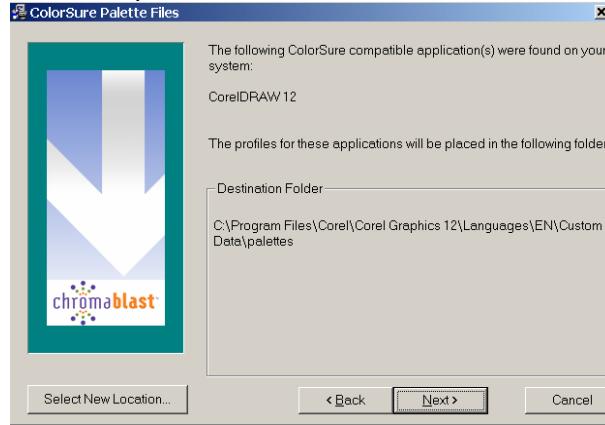 ColorSure Palette Files
The following ColorSure compatible application(s) were found on your
system:
CorelDRAW 12
The profiles for these applications will be placed in the following folder
Destination Folder
C:\Program Files\Corel\Corel Graphics 12\Languages\EN\Custom
Data\palettes
chromablast
Select New Location...
< Back
Next >
Cancel